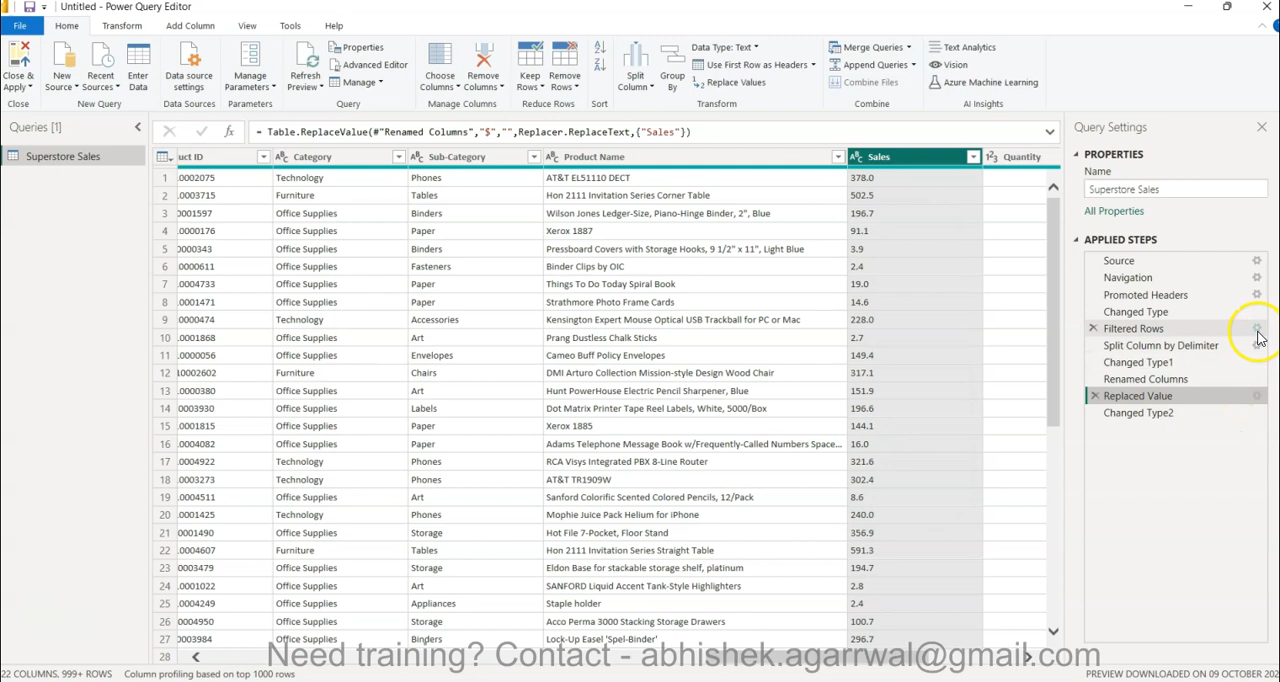 Untitled - Power Query Editor
File Home Transform Add Column View Tools Help
Close & Apply New Source Recent Sources Enter Data Data source settings Manage Parameters Refresh Preview Properties Advanced Editor Manage Choose Columns Remove Columns Keep Rows Remove Rows Split Column Group By Data Type: Text Use First Row as Headers Replace Values Merge Queries Append Queries Combine Files Text Analytics Vision Azure Machine Learning
Close New Query Data Sources Parameters Query Manage Columns Reduce Rows Sort Transform Combine AI Insights
Queries [1]
Superstore Sales
= Table.ReplaceValue(#"Renamed Columns","$","",Replacer.ReplaceText,{"Sales"})
uct ID Category Sub-Category Product Name Sales Quantity
1 .0002075 Technology Phones AT&T EL51110 DECT 378.0
2 .0003715 Furniture Tables Hon 2111 Invitation Series Corner Table 502.5
3 .0001597 Office Supplies Binders Wilson Jones Ledger-Size, Piano-Hinge Binder, 2", Blue 196.7
4 .0000176 Office Supplies Paper Xerox 1887 91.1
5 .0000343 Office Supplies Binders Pressboard Covers with Storage Hooks, 9 1/2" x 11", Light Blue 3.9
6 .0000611 Office Supplies Fasteners Binder Clips by OIC 2.4
7 .0004733 Office Supplies Paper Things To Do Today Spiral Book 19.0
8 .0001471 Office Supplies Paper Strathmore Photo Frame Cards 14.6
9 .0000474 Technology Accessories Kensington Expert Mouse Optical USB Trackball for PC or Mac 228.0
10 .0001868 Office Supplies Art Prang Dustless Chalk Sticks 2.7
11 .0000056 Office Supplies Envelopes Cameo Buff Policy Envelopes 149.4
12 10002602 Furniture Chairs DMI Arturo Collection Mission-style Design Wood Chair 317.1
13 .0000380 Office Supplies Art Hunt PowerHouse Electric Pencil Sharpener, Blue 151.9
14 .0003930 Office Supplies Labels Dot Matrix Printer Tape Reel Labels, White, 5000/Box 196.6
15 .0001815 Office Supplies Paper Xerox 1885 144.1
16 .0004082 Office Supplies Paper Adams Telephone Message Book w/Frequently-Called Numbers Space... 16.0
17 .0004922 Technology Phones RCA Visys Integrated PBX 8-Line Router 321.6
18 .0003273 Technology Phones AT&T TR1909W 302.4
19 .0004511 Office Supplies Art Sanford Colorific Scented Colored Pencils, 12/Pack 8.6
20 .0001425 Technology Phones Mophie Juice Pack Helium for iPhone 240.0
21 .0001490 Office Supplies Storage Hot File 7-Pocket, Floor Stand 356.9
22 .0004607 Furniture Tables Hon 2111 Invitation Series Straight Table 591.3
23 .0003479 Office Supplies Storage Eldon Base for stackable storage shelf, platinum 194.7
24 .0001022 Office Supplies Art SANFORD Liquid Accent Tank-Style Highlighters 2.8
25 .0004249 Office Supplies Appliances Staple holder 2.4
26 .0004950 Office Supplies Storage Acco Perma 3000 Stacking Storage Drawers 100.7
27 .0003984 Office Supplies Binders Lock-Up Easel 'Spel-Binder' 296.7
28
Query Settings
PROPERTIES
Name
Superstore Sales
All Properties
APPLIED STEPS
Source
Navigation
Promoted Headers
Changed Type
Filtered Rows
Split Column by Delimiter
Changed Type1
Renamed Columns
Replaced Value
Changed Type2
Need training? Contact - abhishek.agarrwal@gmail.com
22 COLUMNS, 999+ ROWS Column profiling based on top 1000 rows PREVIEW DOWNLOADED ON 09 OCTOBER 202